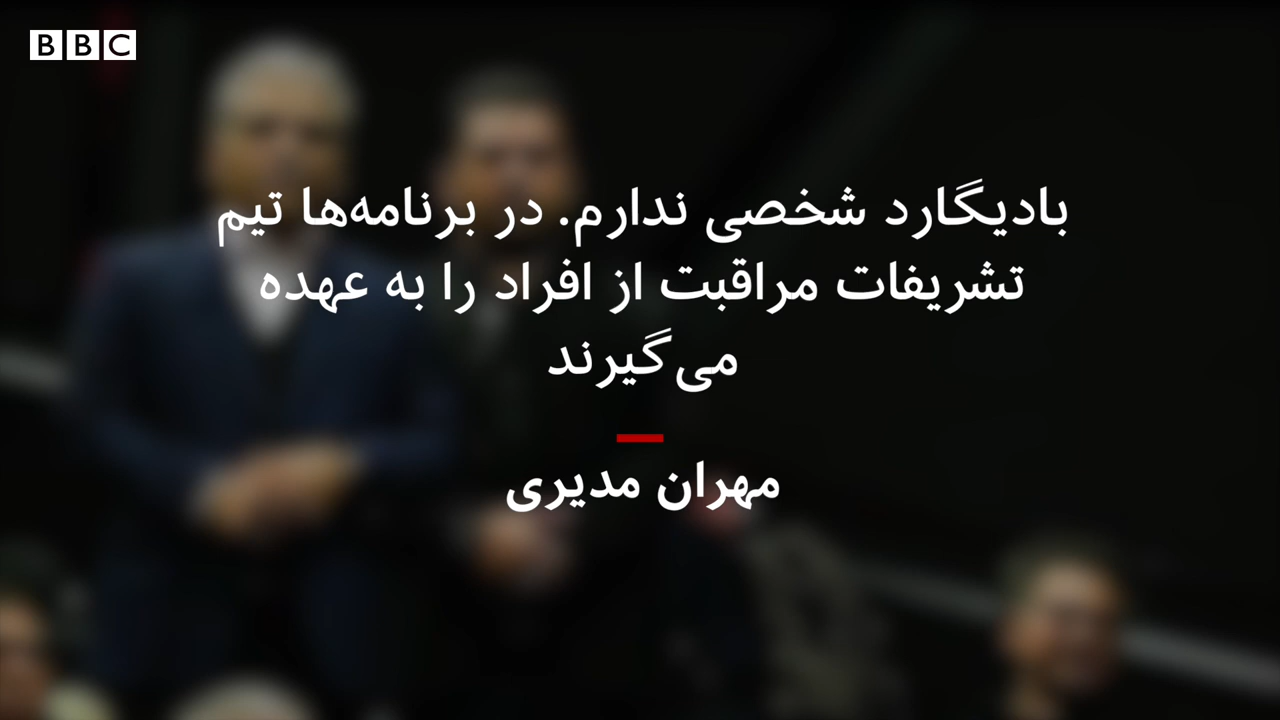 BBC
بادیگارد شخصی ندارم. در برنامه‌ها تیم
تشریفات مراقبت از افراد را به عهده
می‌گیرند
مهران مدیری